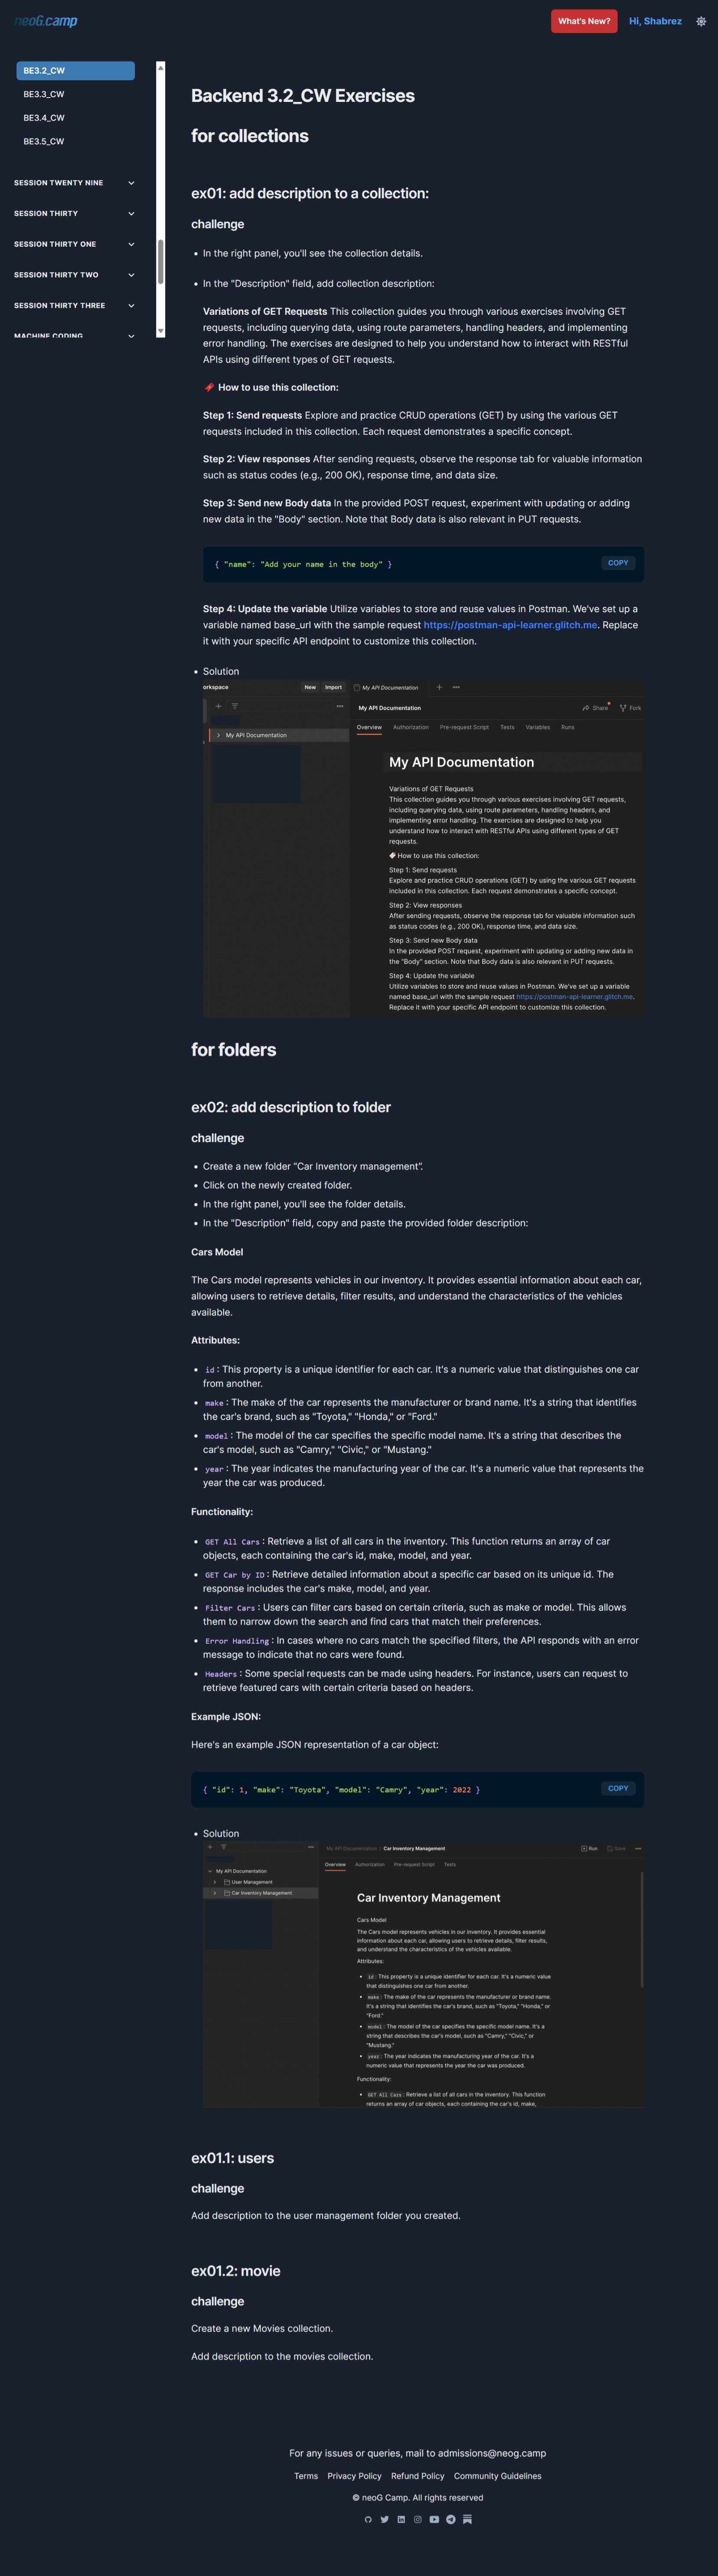 neoG.camp
What's New?
Hi, Shabrez
BE3.2_CW
BE3.3_CW
BE3.4_CW
BE3.5_CW
SESSION TWENTY NINE
SESSION THIRTY
SESSION THIRTY ONE
SESSION THIRTY TWO
SESSION THIRTY THREE
MACHINE CODING
Backend 3.2_CW Exercises
for collections
ex01: add description to a collection:
challenge
In the right panel, you'll see the collection details.
In the "Description" field, add collection description:
Variations of GET Requests This collection guides you through various exercises involving GET
requests, including querying data, using route parameters, handling headers, and implementing
error handling. The exercises are designed to help you understand how to interact with RESTful
APIs using different types of GET requests.
How to use this collection:
Step 1: Send requests Explore and practice CRUD operations (GET) by using the various GET
requests included in this collection. Each request demonstrates a specific concept.
Step 2: View responses After sending requests, observe the response tab for valuable information
such as status codes (e.g., 200 OK), response time, and data size.
Step 3: Send new Body data In the provided POST request, experiment with updating or adding
new data in the "Body" section. Note that Body data is also relevant in PUT requests.
{ "name": "Add your name in the body" }
COPY
Step 4: Update the variable Utilize variables to store and reuse values in Postman. We've set up a
variable named base_url with the sample request https://postman-api-learner.glitch.me. Replace
it with your specific API endpoint to customize this collection.
Solution
orkspace
New Import
My API Documentation
My API Documentation
Share
Fork
My API Documentation
Overview Authorization Pre-request Script Tests Variables Runs
My API Documentation
Variations of GET Requests
This collection guides you through various exercises involving GET requests,
including querying data, using route parameters, handling headers, and
implementing error handling. The exercises are designed to help you
understand how to interact with RESTful APIs using different types of GET
requests.
How to use this collection:
Step 1: Send requests
Explore and practice CRUD operations (GET) by using the various GET requests
included in this collection. Each request demonstrates a specific concept.
Step 2: View responses
After sending requests, observe the response tab for valuable information such
as status codes (e.g., 200 OK), response time, and data size.
Step 3: Send new Body data
In the provided POST request, experiment with updating or adding new data in
the "Body" section. Note that Body data is also relevant in PUT requests.
Step 4: Update the variable
Utilize variables to store and reuse values in Postman. We've set up a variable
named base_url with the sample request https://postman-api-learner.glitch.me.
Replace it with your specific API endpoint to customize this collection.
for folders
ex02: add description to folder
challenge
Create a new folder “Car Inventory management”.
Click on the newly created folder.
In the right panel, you'll see the folder details.
In the "Description" field, copy and paste the provided folder description:
Cars Model
The Cars model represents vehicles in our inventory. It provides essential information about each car,
allowing users to retrieve details, filter results, and understand the characteristics of the vehicles
available.
Attributes:
id : This property is a unique identifier for each car. It's a numeric value that distinguishes one car
from another.
make : The make of the car represents the manufacturer or brand name. It's a string that identifies
the car's brand, such as "Toyota," "Honda," or "Ford."
model : The model of the car specifies the specific model name. It's a string that describes the
car's model, such as "Camry," "Civic," or "Mustang."
year : The year indicates the manufacturing year of the car. It's a numeric value that represents the
year the car was produced.
Functionality:
GET All Cars : Retrieve a list of all cars in the inventory. This function returns an array of car
objects, each containing the car's id, make, model, and year.
GET Car by ID : Retrieve detailed information about a specific car based on its unique id. The
response includes the car's make, model, and year.
Filter Cars : Users can filter cars based on certain criteria, such as make or model. This allows
them to narrow down the search and find cars that match their preferences.
Error Handling : In cases where no cars match the specified filters, the API responds with an error
message to indicate that no cars were found.
Headers : Some special requests can be made using headers. For instance, users can request to
retrieve featured cars with certain criteria based on headers.
Example JSON:
Here's an example JSON representation of a car object:
{ "id": 1, "make": "Toyota", "model": "Camry", "year": 2022 }
COPY
Solution
My API Documentation / Car Inventory Management
Run
Save
Overview Authorization Pre-request Script Tests
My API Documentation
User Management
Car Inventory Management
Car Inventory Management
Cars Model
The Cars model represents vehicles in our inventory. It provides essential
information about each car, allowing users to retrieve details, filter results,
and understand the characteristics of the vehicles available.
Attributes:
id : This property is a unique identifier for each car. It's a numeric value
that distinguishes one car from another.
make : The make of the car represents the manufacturer or brand name.
It's a string that identifies the car's brand, such as "Toyota," "Honda," or
"Ford."
model : The model of the car specifies the specific model name. It's a
string that describes the car's model, such as "Camry," "Civic," or
"Mustang."
year : The year indicates the manufacturing year of the car. It's a
numeric value that represents the year the car was produced.
Functionality:
GET All Cars : Retrieve a list of all cars in the inventory. This function
returns an array of car objects, each containing the car's id, make,
ex01.1: users
challenge
Add description to the user management folder you created.
ex01.2: movie
challenge
Create a new Movies collection.
Add description to the movies collection.
For any issues or queries, mail to admissions@neog.camp
Terms Privacy Policy Refund Policy Community Guidelines
© neoG Camp. All rights reserved